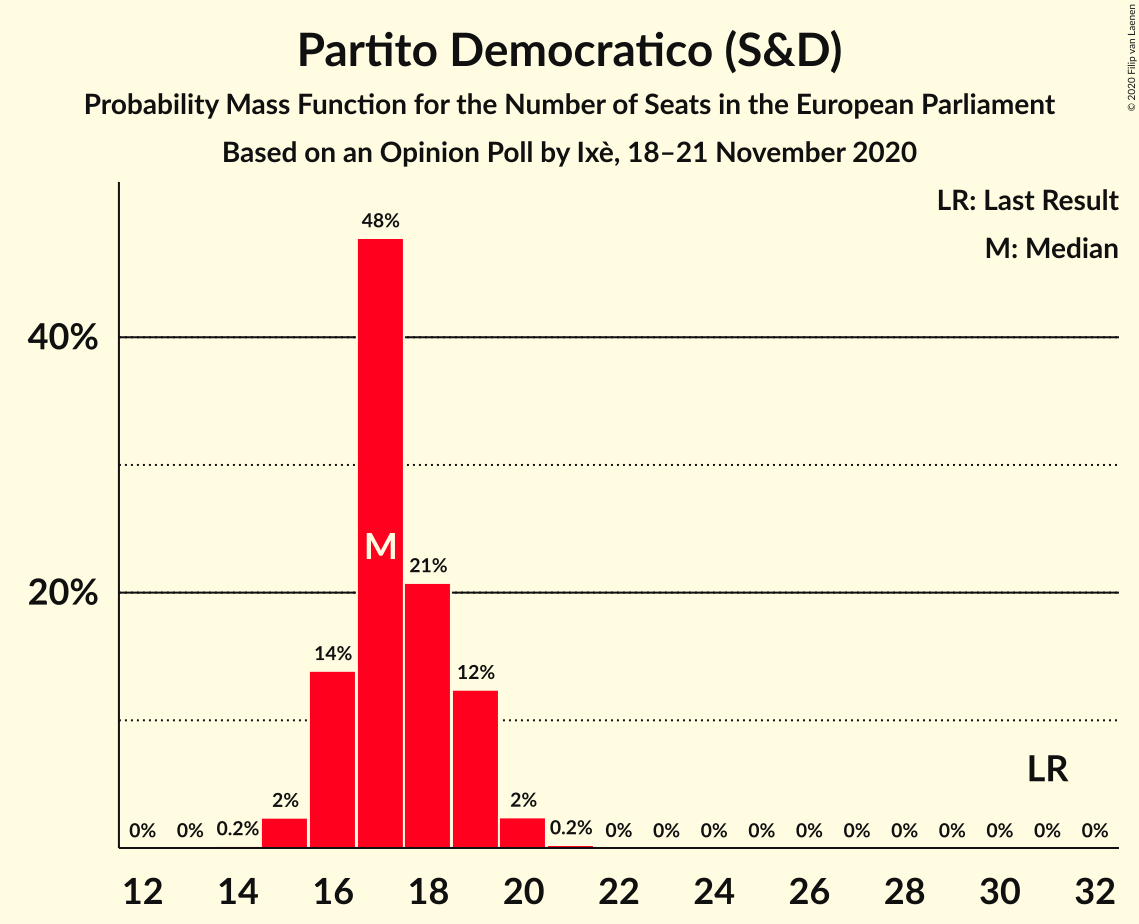 Partito Democratico (S&D)
Probability Mass Function for the Number of Seats in the European Parliament
Based on an Opinion Poll by Ixè, 18–21 November 2020
© 2020 Filip van Laenen
LR: Last Result
M: Median
48%
40%
M
21%
20%
14%
12%
LR
0% 0% 0.2% 2% 2% 0.2% 0% 0% 0% 0% 0% 0% 0% 0% 0% 0% 0%
12 14 16 18 20 22 24 26 28 30 32